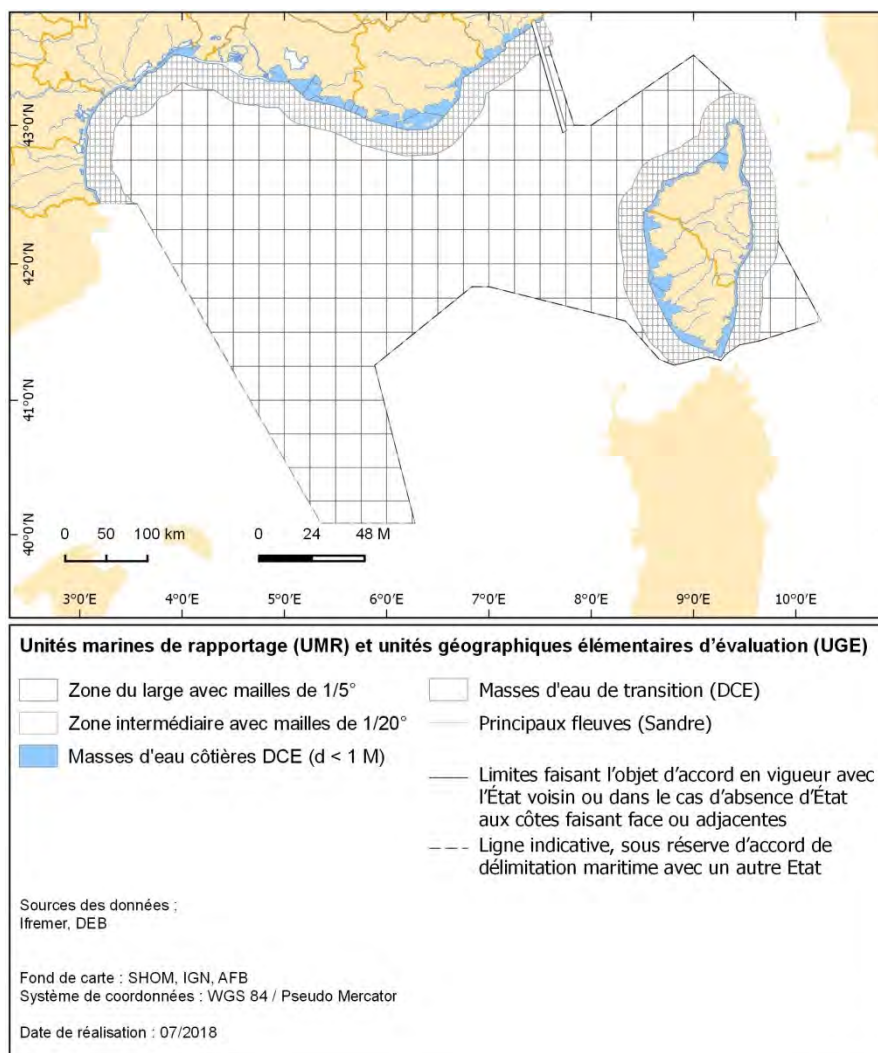 43°0'N
42°0'N
41°0'N
40°0'N
0 50 100 km
0 24 48 M
3°0'E 4°0'E 5°0'E 6°0'E 7°0'E 8°0'E 9°0'E 10°0'E
Unités marines de rapportage (UMR) et unités géographiques élémentaires d'évaluation (UGE)
Zone du large avec mailles de 1/5°
Zone intermédiaire avec mailles de 1/20°
Masses d'eau côtières DCE (d < 1 M)
Masses d'eau de transition (DCE)
Principaux fleuves (Sandre)
Limites faisant l'objet d'accord en vigueur avec
l'État voisin ou dans le cas d'absence d'État
aux côtes faisant face ou adjacentes
Ligne indicative, sous réserve d'accord de
délimitation maritime avec un autre Etat
Sources des données :
Ifremer, DEB
Fond de carte : SHOM, IGN, AFB
Système de coordonnées : WGS 84 / Pseudo Mercator
Date de réalisation : 07/2018